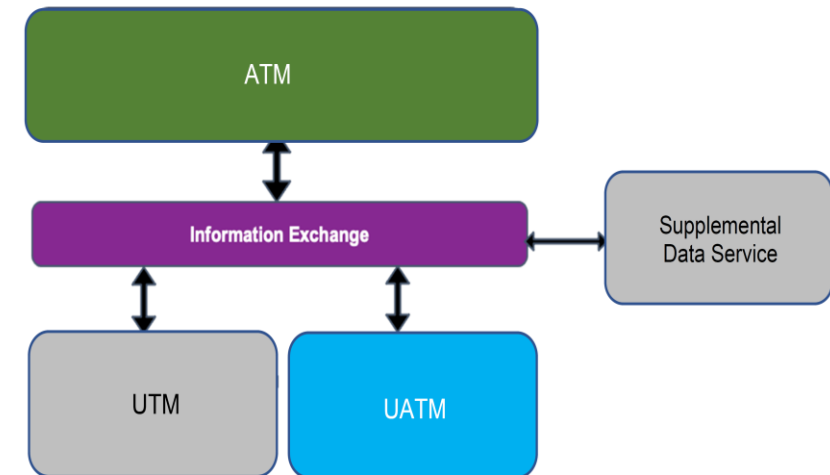 ATM
Information Exchange
Supplemental
Data Service
UTM
UATM